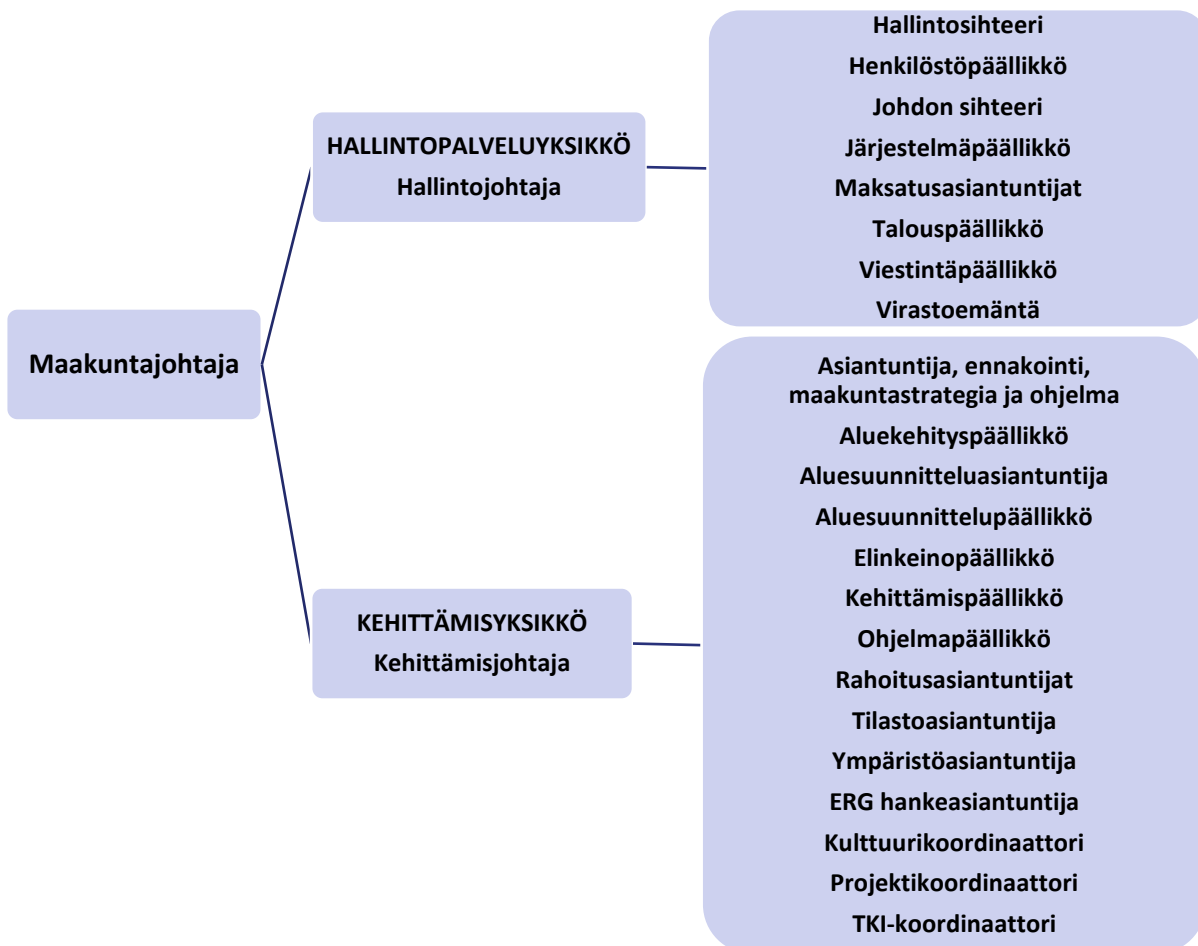 Maakuntajohtaja
HALLINTOPALVELUYKSIKKÖ
Hallintojohtaja
Hallintosihteeri
Henkilöstöpäällikkö
Johdon sihteeri
Järjestelmäpäällikkö
Maksatusasiantuntijat
Talouspäällikkö
Viestintäpäällikkö
Virastoemäntä
KEHITTÄMISYKSIKKÖ
Kehittämisjohtaja
Asiantuntija, ennakointi,
maakuntastrategia ja ohjelma
Aluekehityspäällikkö
Aluesuunnitteluasiantuntija
Aluesuunnittelupäällikkö
Elinkeinopäällikkö
Kehittämispäällikkö
Ohjelmapäällikkö
Rahoitusasiantuntijat
Tilastoasiantuntija
Ympäristöasiantuntija
ERG hankeasiantuntija
Kulttuurikoordinaattori
Projektikoordinaattori
TKI-koordinaattori